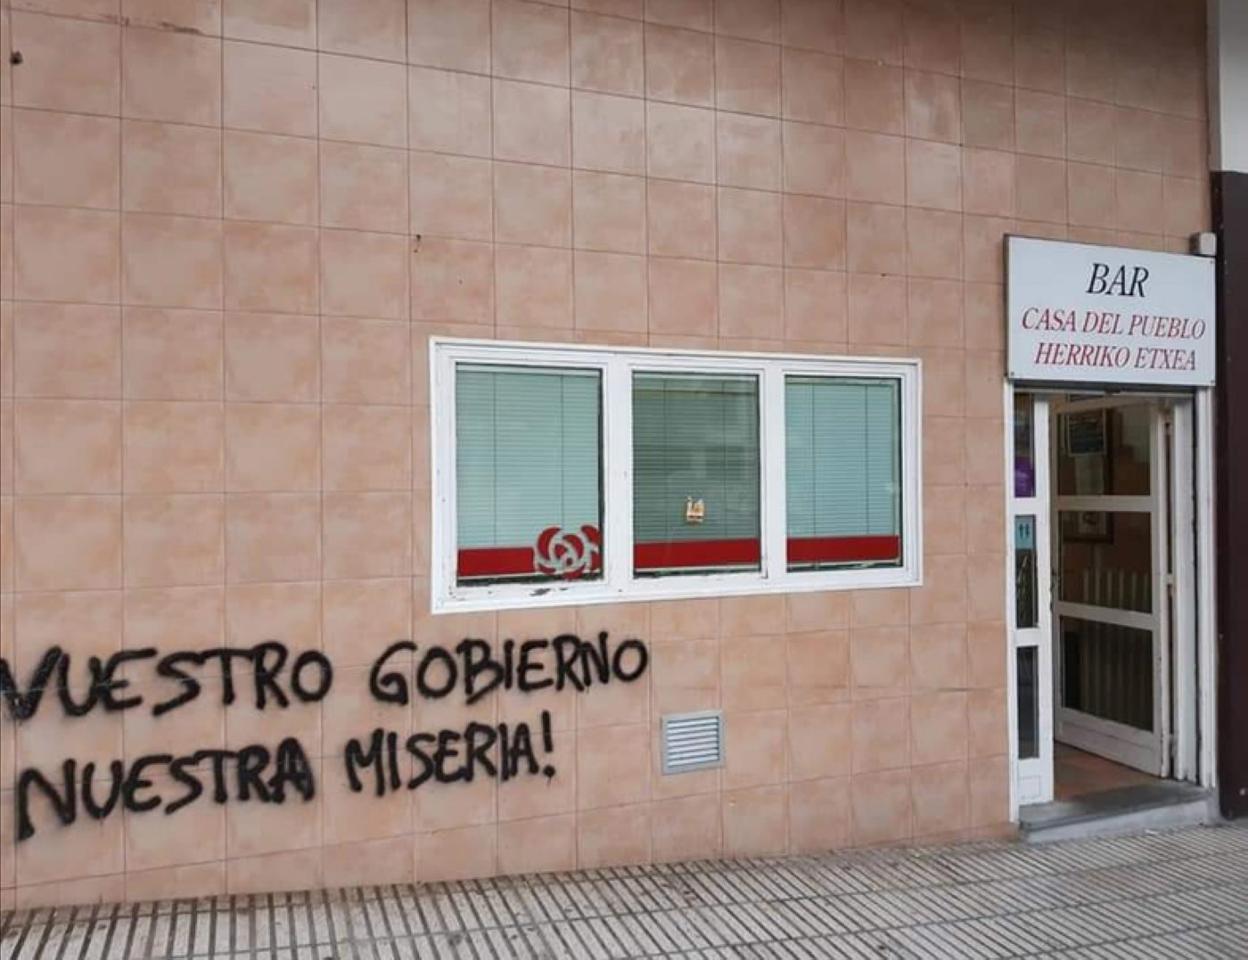 BAR
CASA DEL PUEBLO
HERRIKO ETXEA
VUESTRO GOBIERNO
NUESTRA MISERIA!